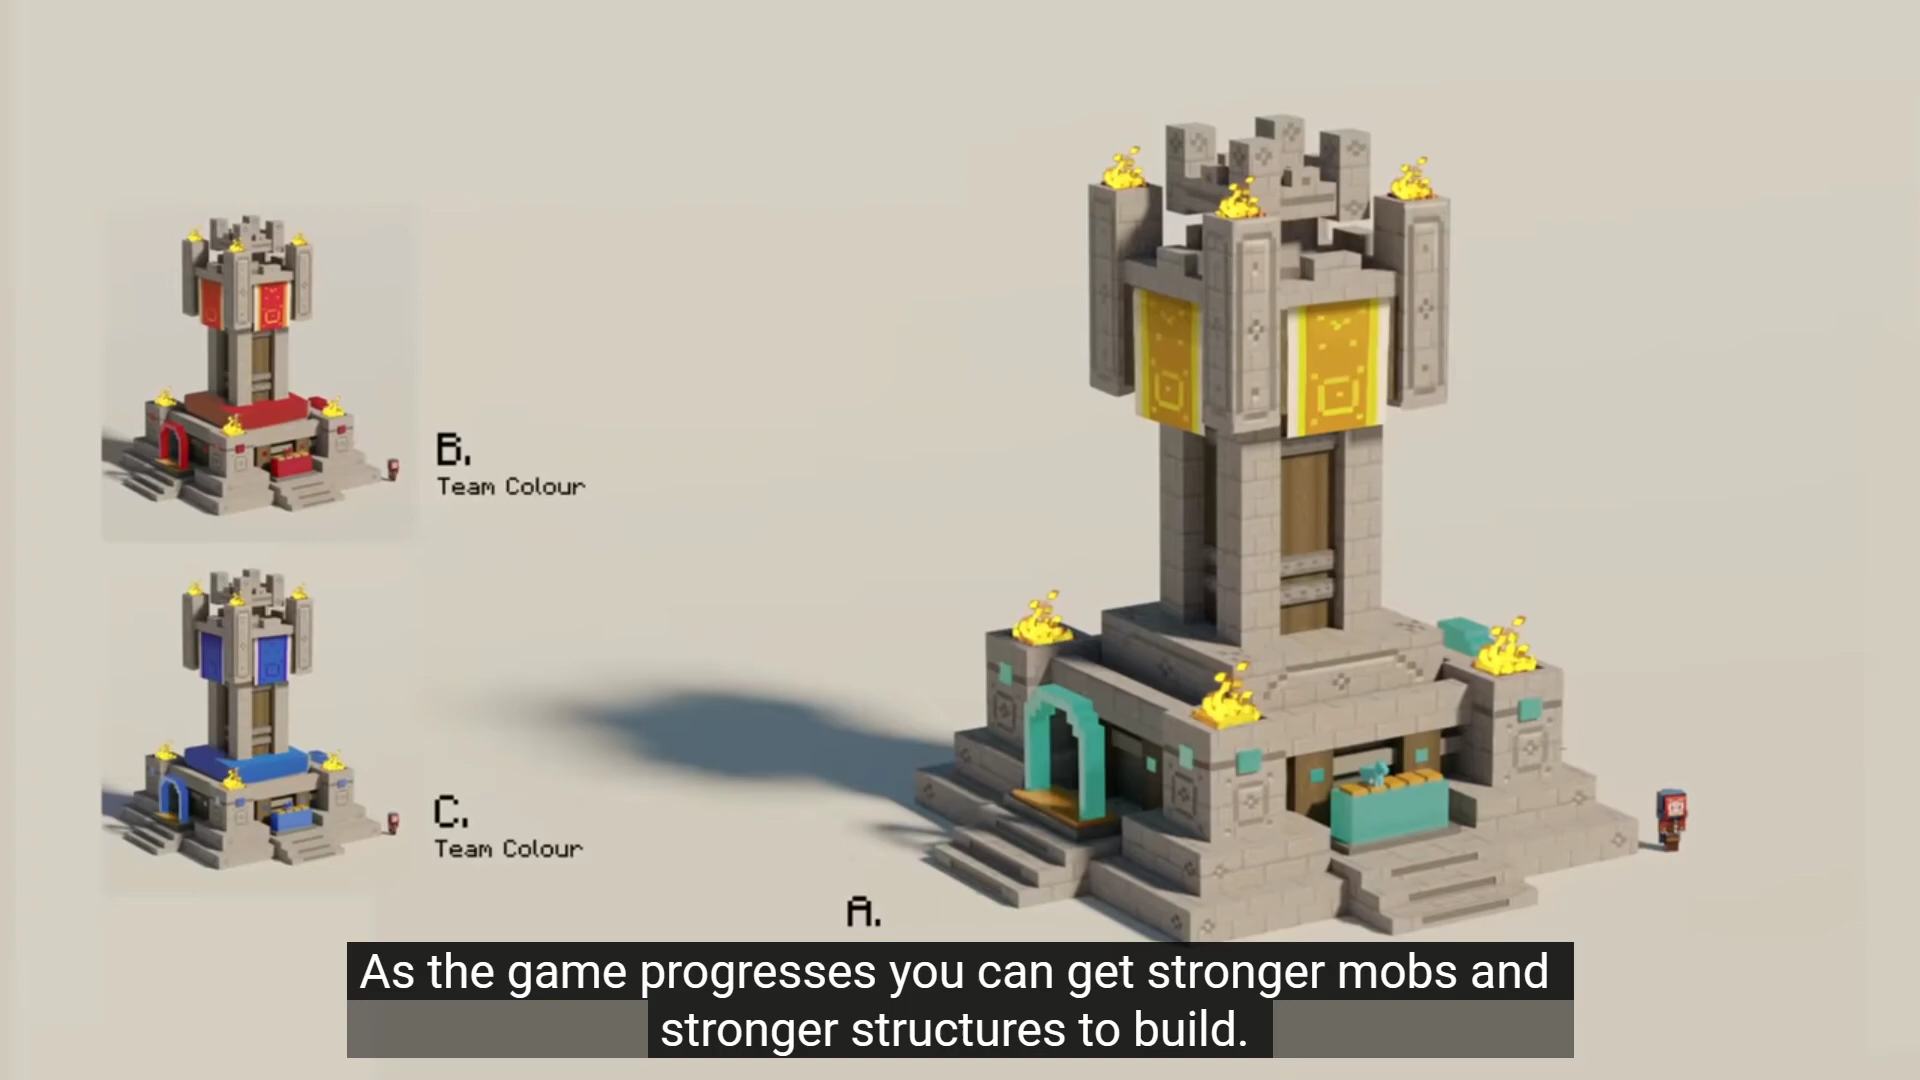 B.
Team Colour
C.
Team Colour
A.
As the game progresses you can get stronger mobs and
stronger structures to build.